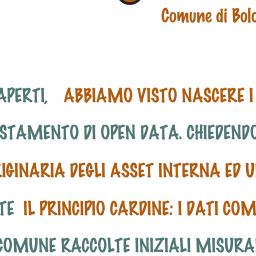 Comune di Bolo
APERTI, ABBIAMO VISTO NASCERE I
STAMENTO DI OPEN DATA. CHIEDENDO
RIGINARIA DEGLI ASSET INTERNA ED U
TE IL PRINCIPIO CARDINE: I DATI COM
COMUNE RACCOLTE INIZIALI MISURA